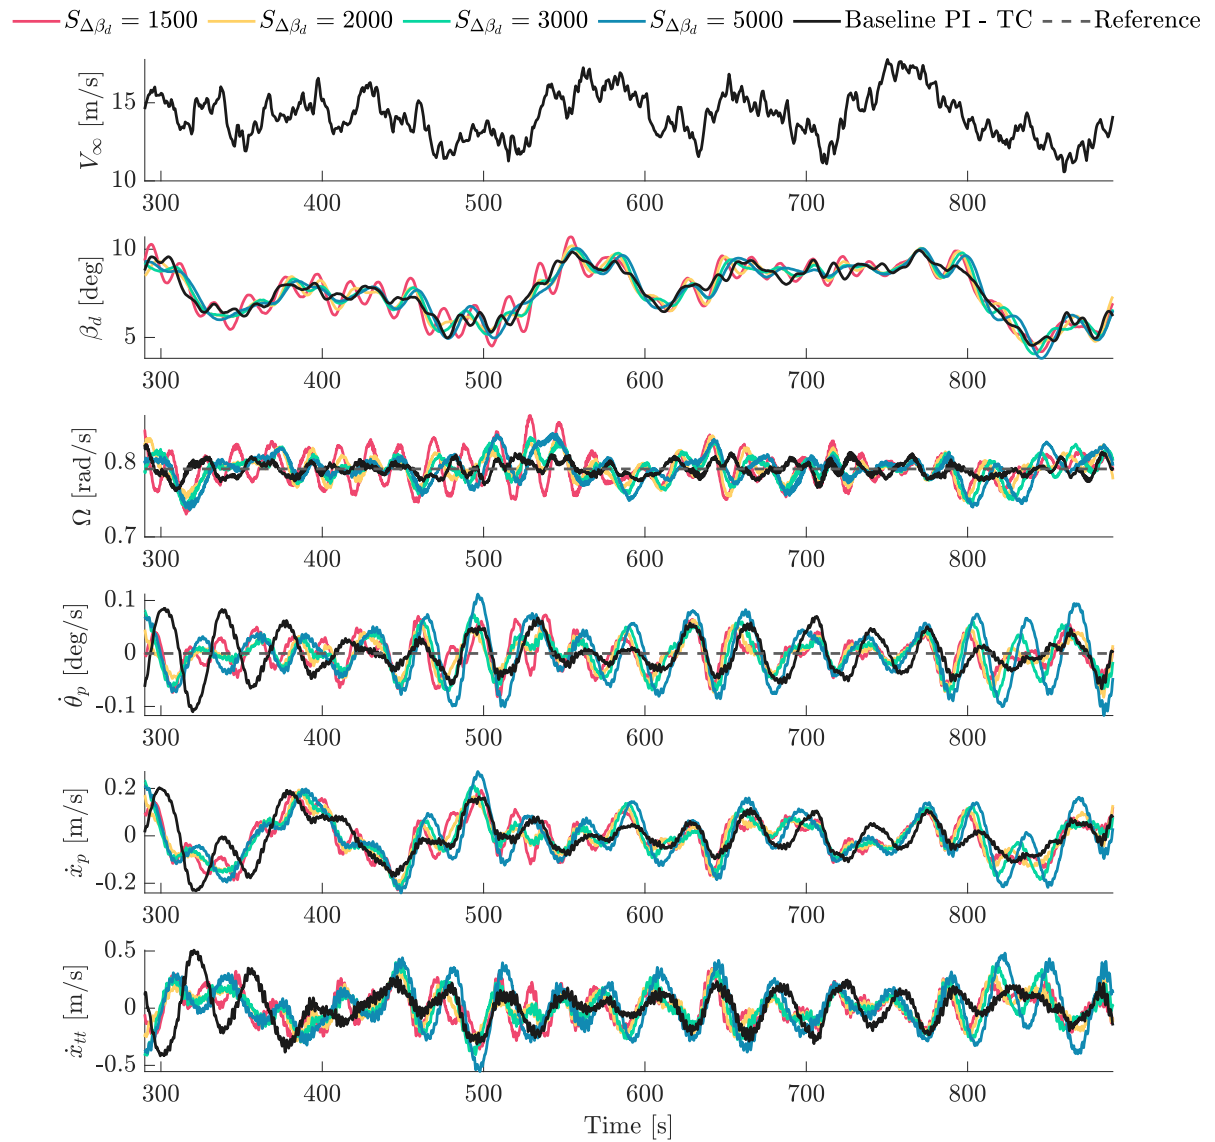 S_{Δβ_d} = 1500 S_{Δβ_d} = 2000 S_{Δβ_d} = 3000 S_{Δβ_d} = 5000 Baseline PI - TC Reference
V_∞ [m/s]
15
10
300 400 500 600 700 800
β_d [deg]
10
5
300 400 500 600 700 800
Ω [rad/s]
0.8
0.7
300 400 500 600 700 800
θ̇_p [deg/s]
0.1
0
-0.1
300 400 500 600 700 800
ẋ_p [m/s]
0.2
0
-0.2
300 400 500 600 700 800
ẋ_{tt} [m/s]
0.5
0
-0.5
300 400 500 600 700 800
Time [s]